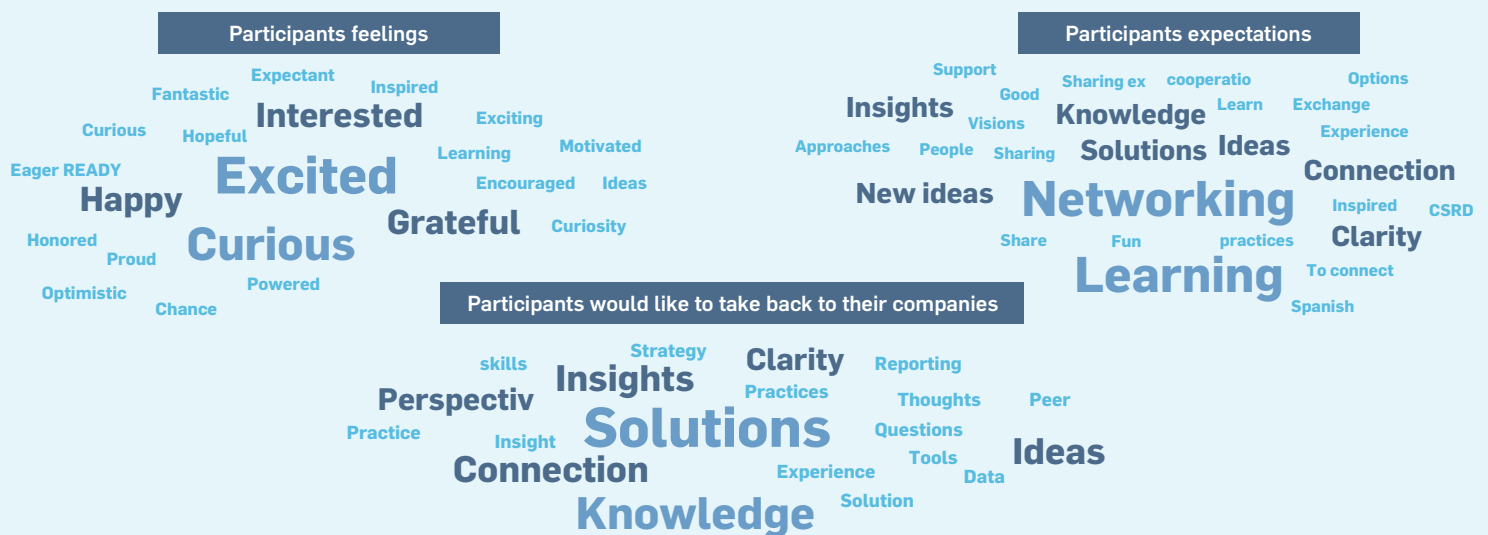 Participants feelings
Expectant
Inspired
Fantastic
Interested
Exciting
Curious
Hopeful
Motivated
Learning
Eager READY
Excited
Encouraged
Ideas
Happy
Grateful
Curiosity
Honored
Curious
Proud
Powered
Optimistic
Chance
Participants expectations
Support
Sharing ex
cooperatio
Options
Good
Insights
Knowledge
Learn
Exchange
Visions
Experience
Approaches
People
Sharing
Solutions
Ideas
Connection
New ideas
Networking
Inspired
CSRD
Share
Fun
practices
Clarity
Learning
To connect
Spanish
Participants would like to take back to their companies
Strategy
Clarity
skills
Insights
Reporting
Perspectiv
Practices
Thoughts
Peer
Practice
Insight
Solutions
Questions
Ideas
Connection
Tools
Experience
Data
Knowledge
Solution